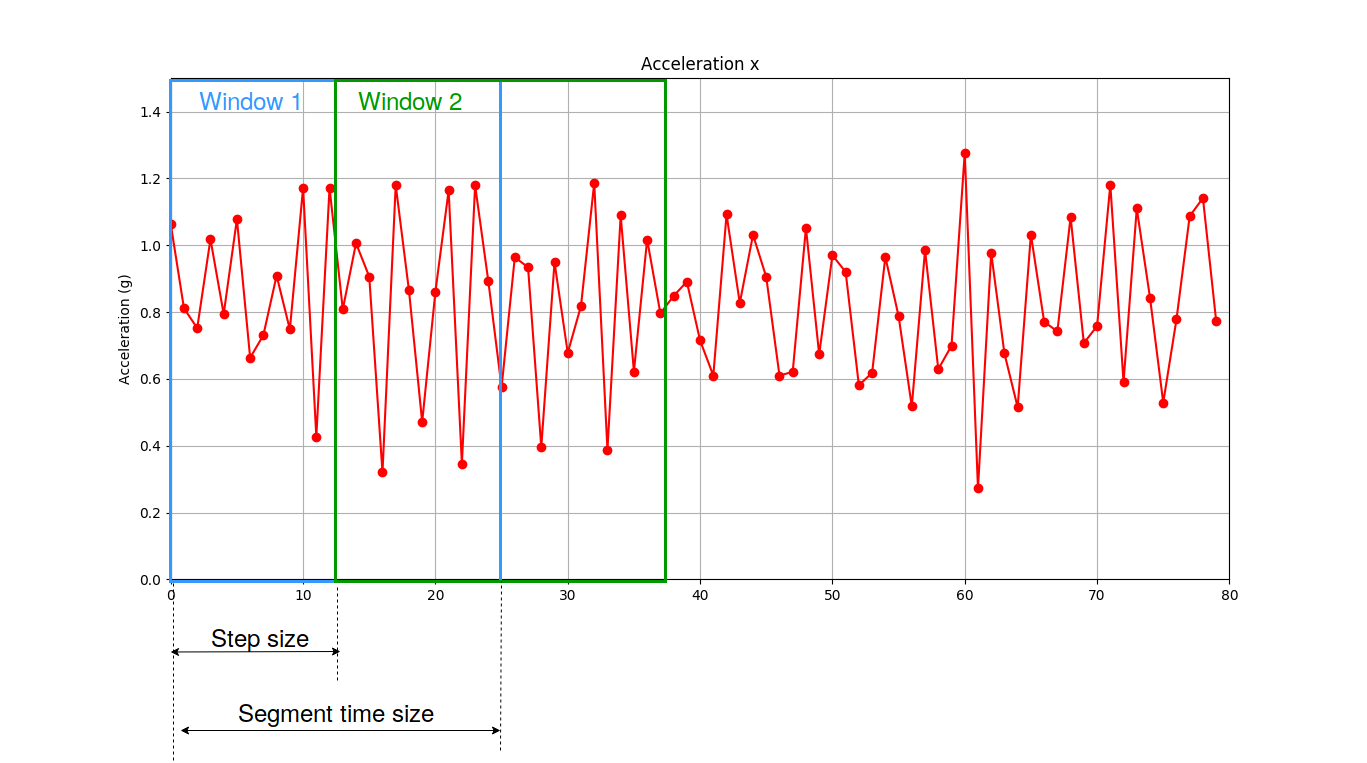 Acceleration x
Window 1
Window 2
1.4
1.2
1.0
0.8
0.6
0.4
0.2
0.0
Acceleration (g)
0 10 20 30 40 50 60 70 80
Step size
Segment time size